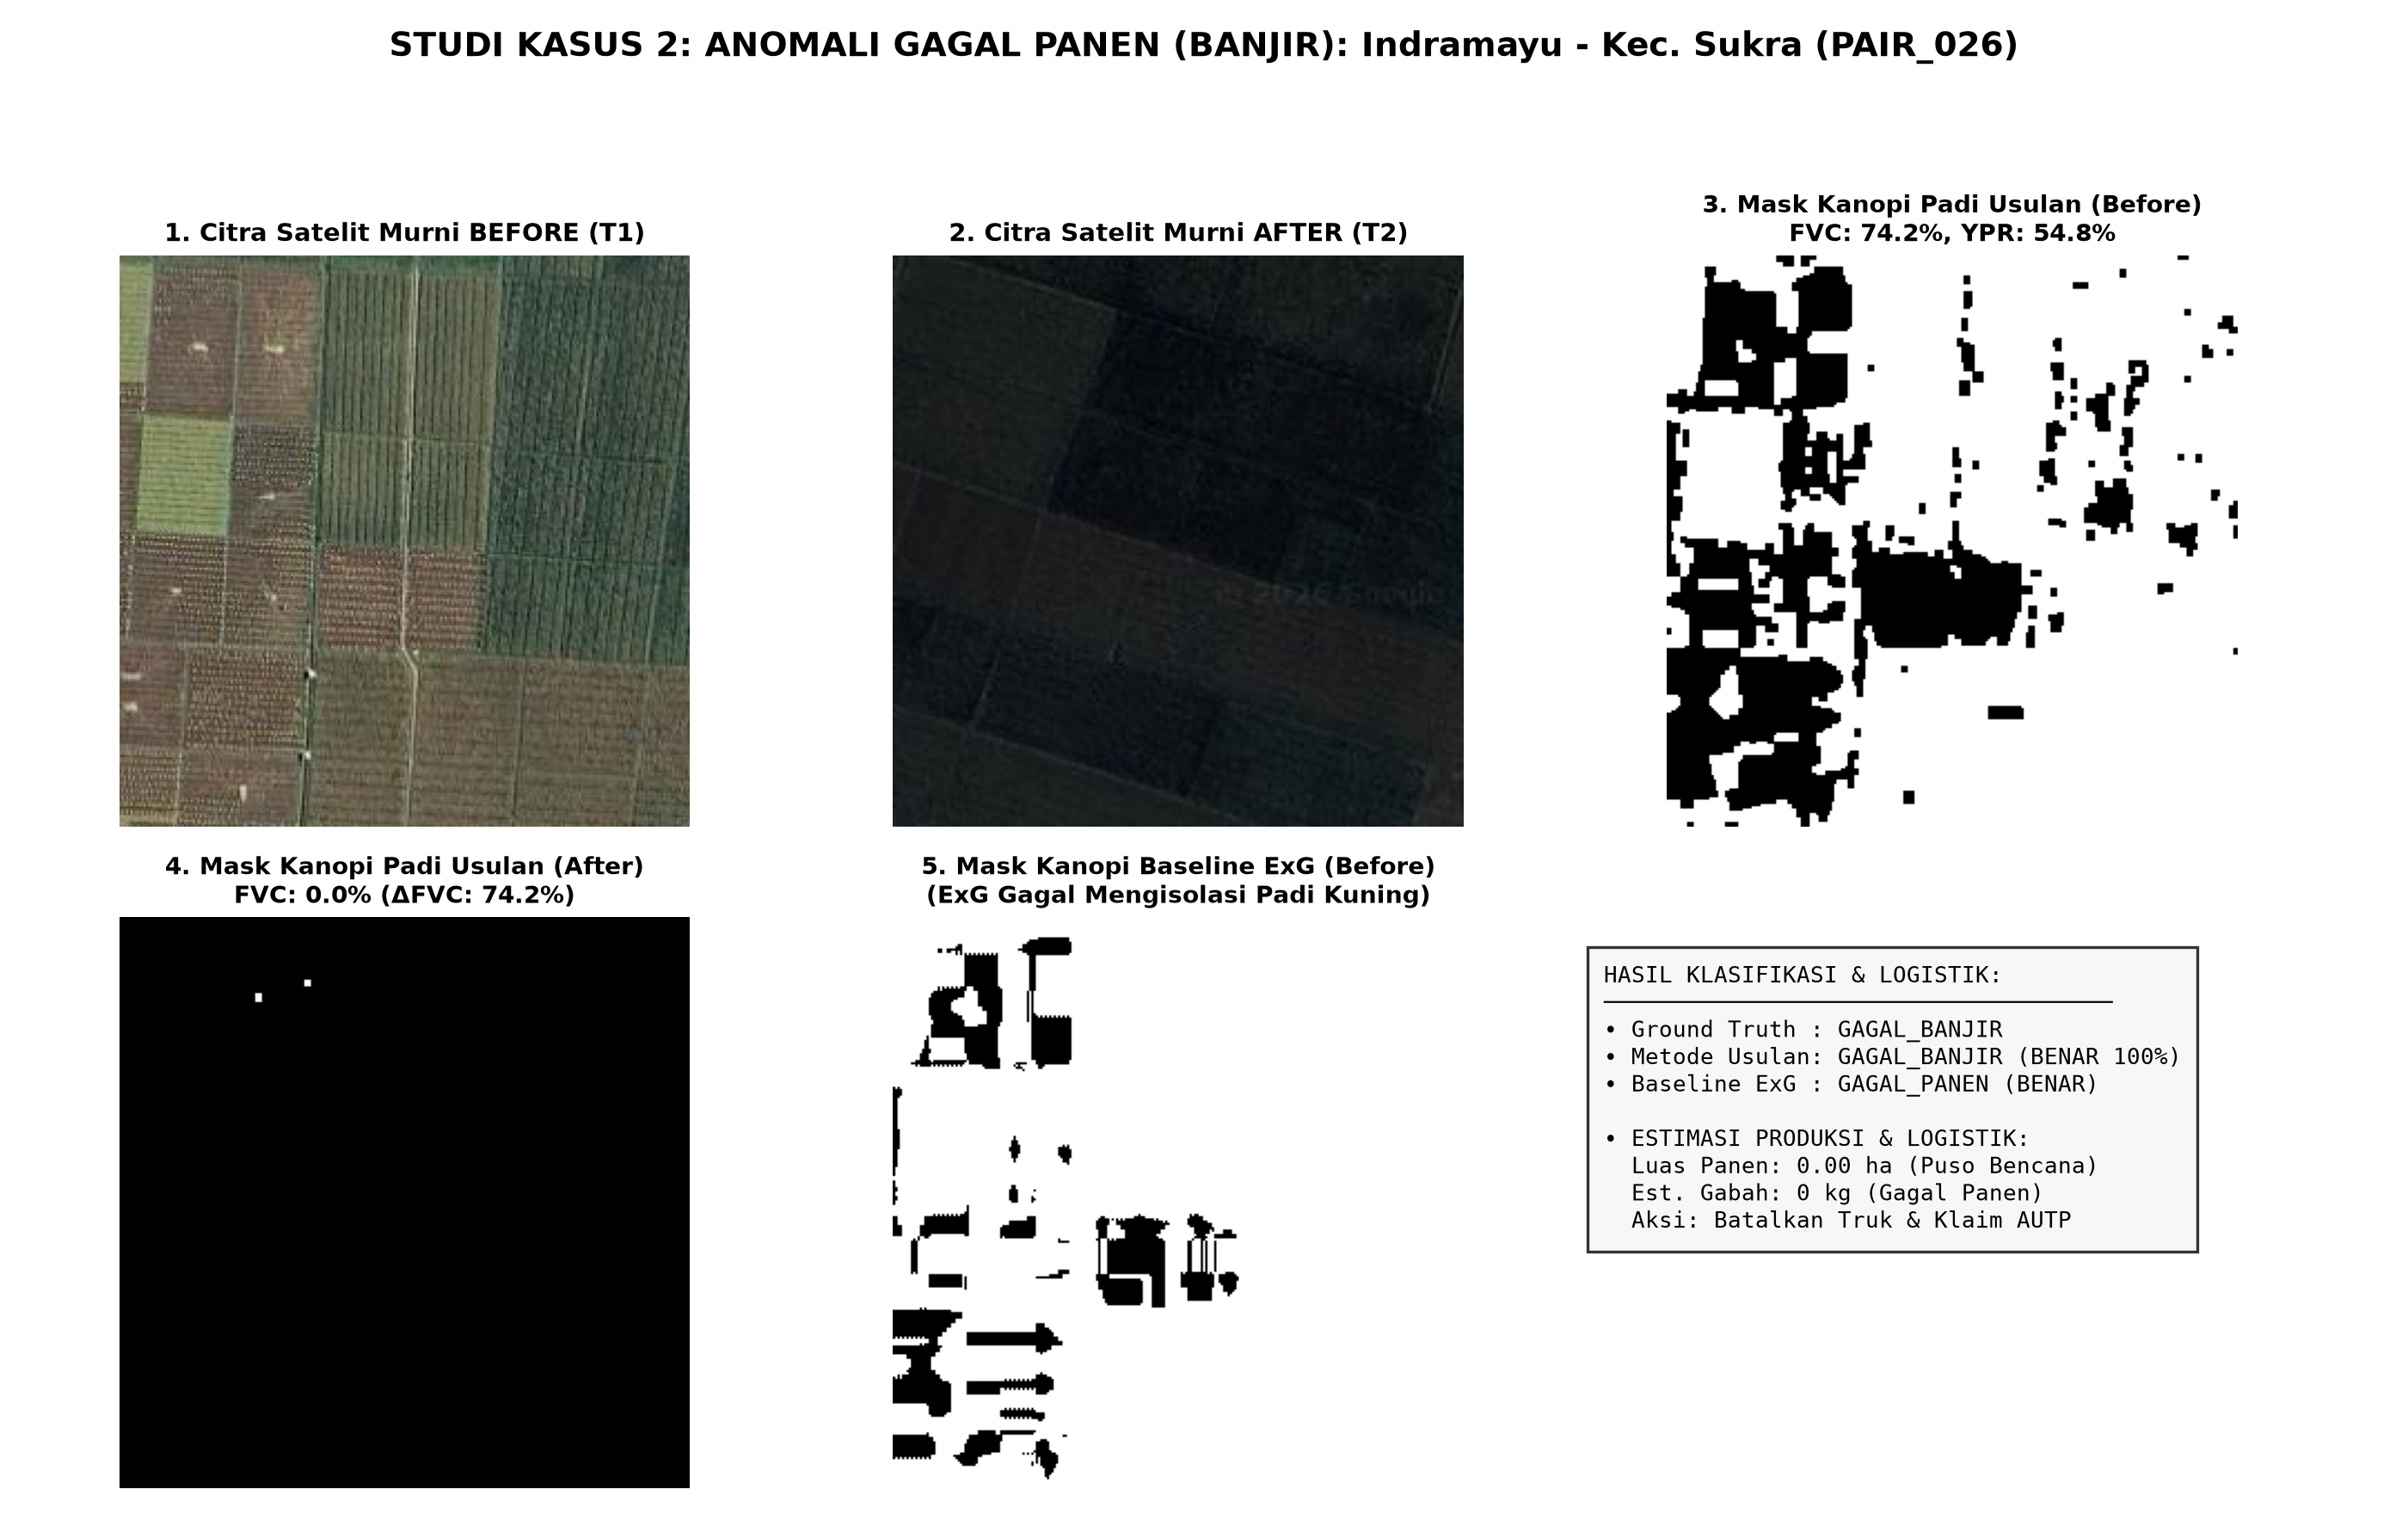 STUDI KASUS 2: ANOMALI GAGAL PANEN (BANJIR): Indramayu - Kec. Sukra (PAIR_026)
1. Citra Satelit Murni BEFORE (T1)
2. Citra Satelit Murni AFTER (T2)
3. Mask Kanopi Padi Usulan (Before)
FVC: 74.2%, YPR: 54.8%
4. Mask Kanopi Padi Usulan (After)
FVC: 0.0% (ΔFVC: 74.2%)
5. Mask Kanopi Baseline ExG (Before)
(ExG Gagal Mengisolasi Padi Kuning)
HASIL KLASIFIKASI & LOGISTIK:
• Ground Truth : GAGAL_BANJIR
• Metode Usulan: GAGAL_BANJIR (BENAR 100%)
• Baseline ExG : GAGAL_PANEN (BENAR)
• ESTIMASI PRODUKSI & LOGISTIK:
Luas Panen: 0.00 ha (Puso Bencana)
Est. Gabah: 0 kg (Gagal Panen)
Aksi: Batalkan Truk & Klaim AUTP